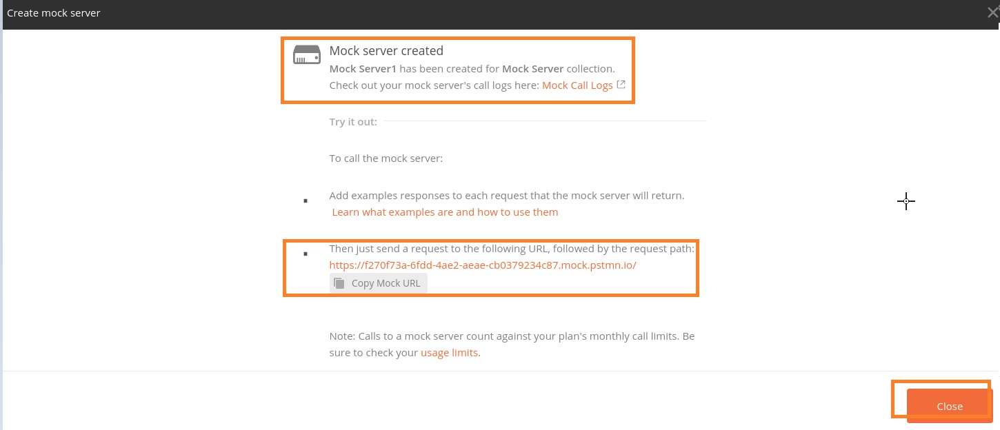 Create mock server
Mock server created
Mock Server1 has been created for Mock Server collection.
Check out your mock server's call logs here: Mock Call Logs
Try it out:
To call the mock server:
Add examples responses to each request that the mock server will return.
Learn what examples are and how to use them
Then just send a request to the following URL, followed by the request path:
https://f270f73a-6fdd-4ae2-aeae-cb0379234c87.mock.pstmn.io/
Copy Mock URL
Note: Calls to a mock server count against your plan's monthly call limits. Be
sure to check your usage limits.
Close